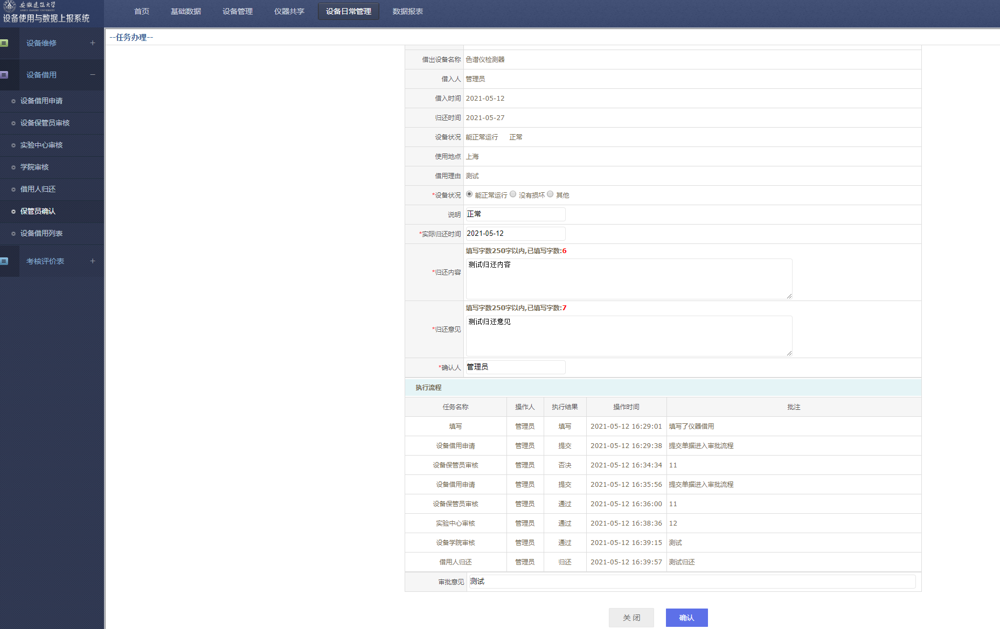 安徽建筑大学
ANHUI JIANZHU UNIVERSITY
设备使用与数据上报系统
首页 基础数据 设备管理 仪器共享 设备日常管理 数据报表
设备维修 +
设备借用 −
设备借用申请
设备保管员审核
实验中心审核
学院审核
借用人归还
保管员确认
设备借用列表
考核评价表 +
--任务办理--
借出设备名称 色谱仪检测器
借入人 管理员
借入时间 2021-05-12
归还时间 2021-05-27
设备状况 能正常运行 正常
使用地点 上海
借用理由 测试
*设备状况 能正常运行 没有损坏 其他
说明 正常
*实际归还时间 2021-05-12
填写字数250字以内,已填写字数:6
*归还内容 测试归还内容
填写字数250字以内,已填写字数:7
*归还意见 测试归还意见
*确认人 管理员
执行流程
任务名称 操作人 执行结果 操作时间 批注
填写 管理员 填写 2021-05-12 16:29:01 填写了仪器借用
设备借用申请 管理员 提交 2021-05-12 16:29:38 提交单据进入审批流程
设备保管员审核 管理员 否决 2021-05-12 16:34:34 11
设备借用申请 管理员 提交 2021-05-12 16:35:56 提交单据进入审批流程
设备保管员审核 管理员 通过 2021-05-12 16:36:00 11
实验中心审核 管理员 通过 2021-05-12 16:38:36 12
设备学院审核 管理员 通过 2021-05-12 16:39:15 测试
借用人归还 管理员 归还 2021-05-12 16:39:57 测试归还
审批意见 测试
关 闭 确认